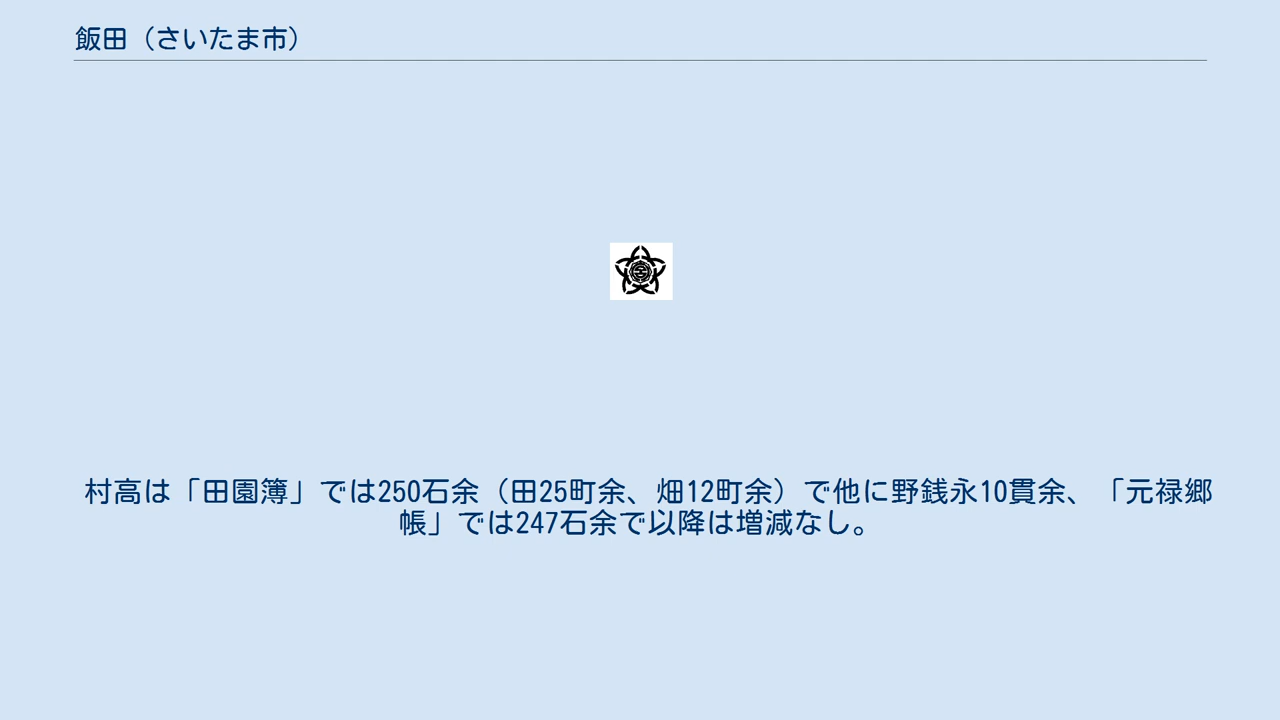 飯田（さいたま市）
村高は「田園簿」では250石余（田25町余、畑12町余）で他に野銭永10貫余、「元禄郷
帳」では247石余で以降は増減なし。